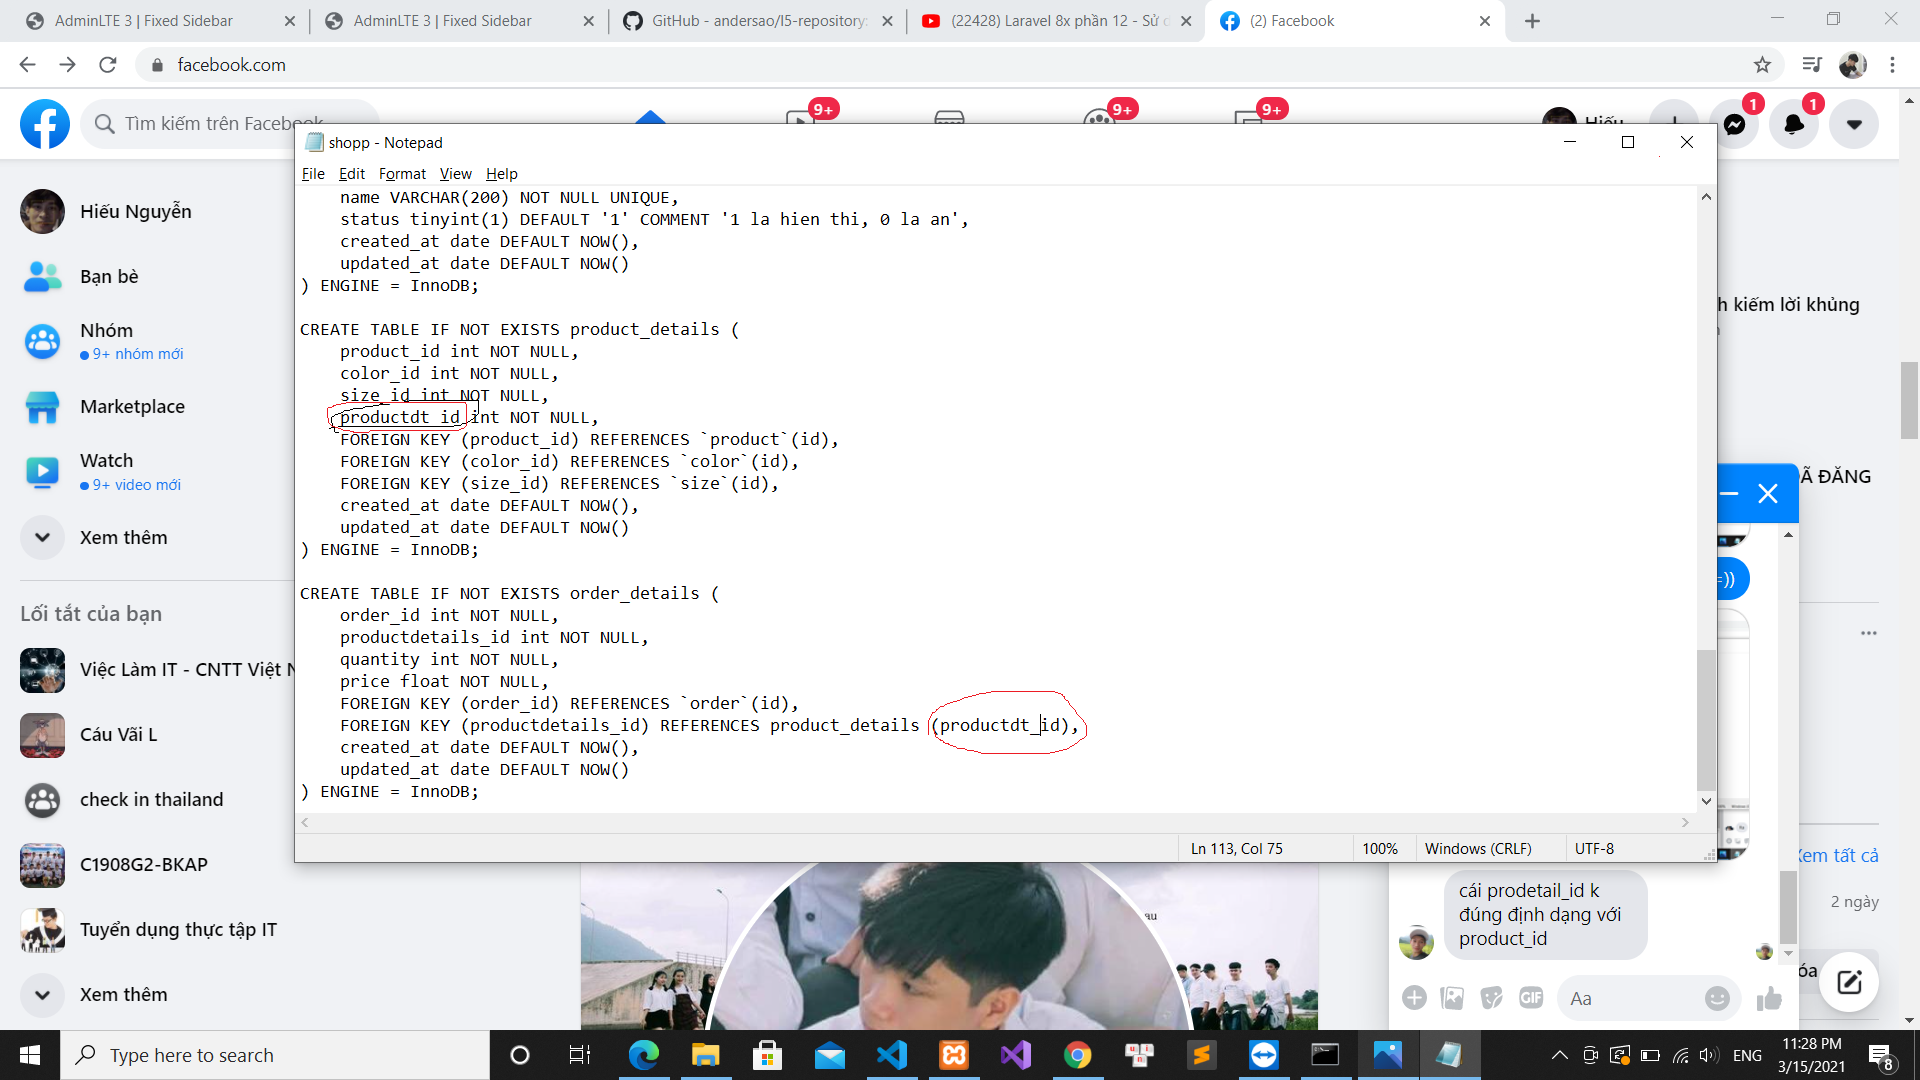 AdminLTE 3 | Fixed Sidebar
AdminLTE 3 | Fixed Sidebar
GitHub - andersao/l5-repository:
(22428) Laravel 8x phần 12 - Sử d
(2) Facebook
facebook.com
Tìm kiếm trên Facebook
9+
9+
9+
Hiếu
1
1
shopp - Notepad
File Edit Format View Help
name VARCHAR(200) NOT NULL UNIQUE,
status tinyint(1) DEFAULT '1' COMMENT '1 la hien thi, 0 la an',
created_at date DEFAULT NOW(),
updated_at date DEFAULT NOW()
) ENGINE = InnoDB;
CREATE TABLE IF NOT EXISTS product_details (
product_id int NOT NULL,
color_id int NOT NULL,
size_id int NOT NULL,
productdt_id int NOT NULL,
FOREIGN KEY (product_id) REFERENCES `product`(id),
FOREIGN KEY (color_id) REFERENCES `color`(id),
FOREIGN KEY (size_id) REFERENCES `size`(id),
created_at date DEFAULT NOW(),
updated_at date DEFAULT NOW()
) ENGINE = InnoDB;
CREATE TABLE IF NOT EXISTS order_details (
order_id int NOT NULL,
productdetails_id int NOT NULL,
quantity int NOT NULL,
price float NOT NULL,
FOREIGN KEY (order_id) REFERENCES `order`(id),
FOREIGN KEY (productdetails_id) REFERENCES product_details (productdt_id),
created_at date DEFAULT NOW(),
updated_at date DEFAULT NOW()
) ENGINE = InnoDB;
Ln 113, Col 75
100%
Windows (CRLF)
UTF-8
Hiếu Nguyễn
Bạn bè
Nhóm
9+ nhóm mới
Marketplace
Watch
9+ video mới
Xem thêm
Lối tắt của bạn
Việc Làm IT - CNTT Việt N
Cáu Vãi L
check in thailand
C1908G2-BKAP
Tuyển dụng thực tập IT
Xem thêm
h kiếm lời khủng
Ã ĐĂNG
=))
Xem tất cả
2 ngày
óa
au
cái prodetail_id k
đúng định dạng với
product_id
GIF
Aa
Type here to search
ENG
11:28 PM
3/15/2021
8